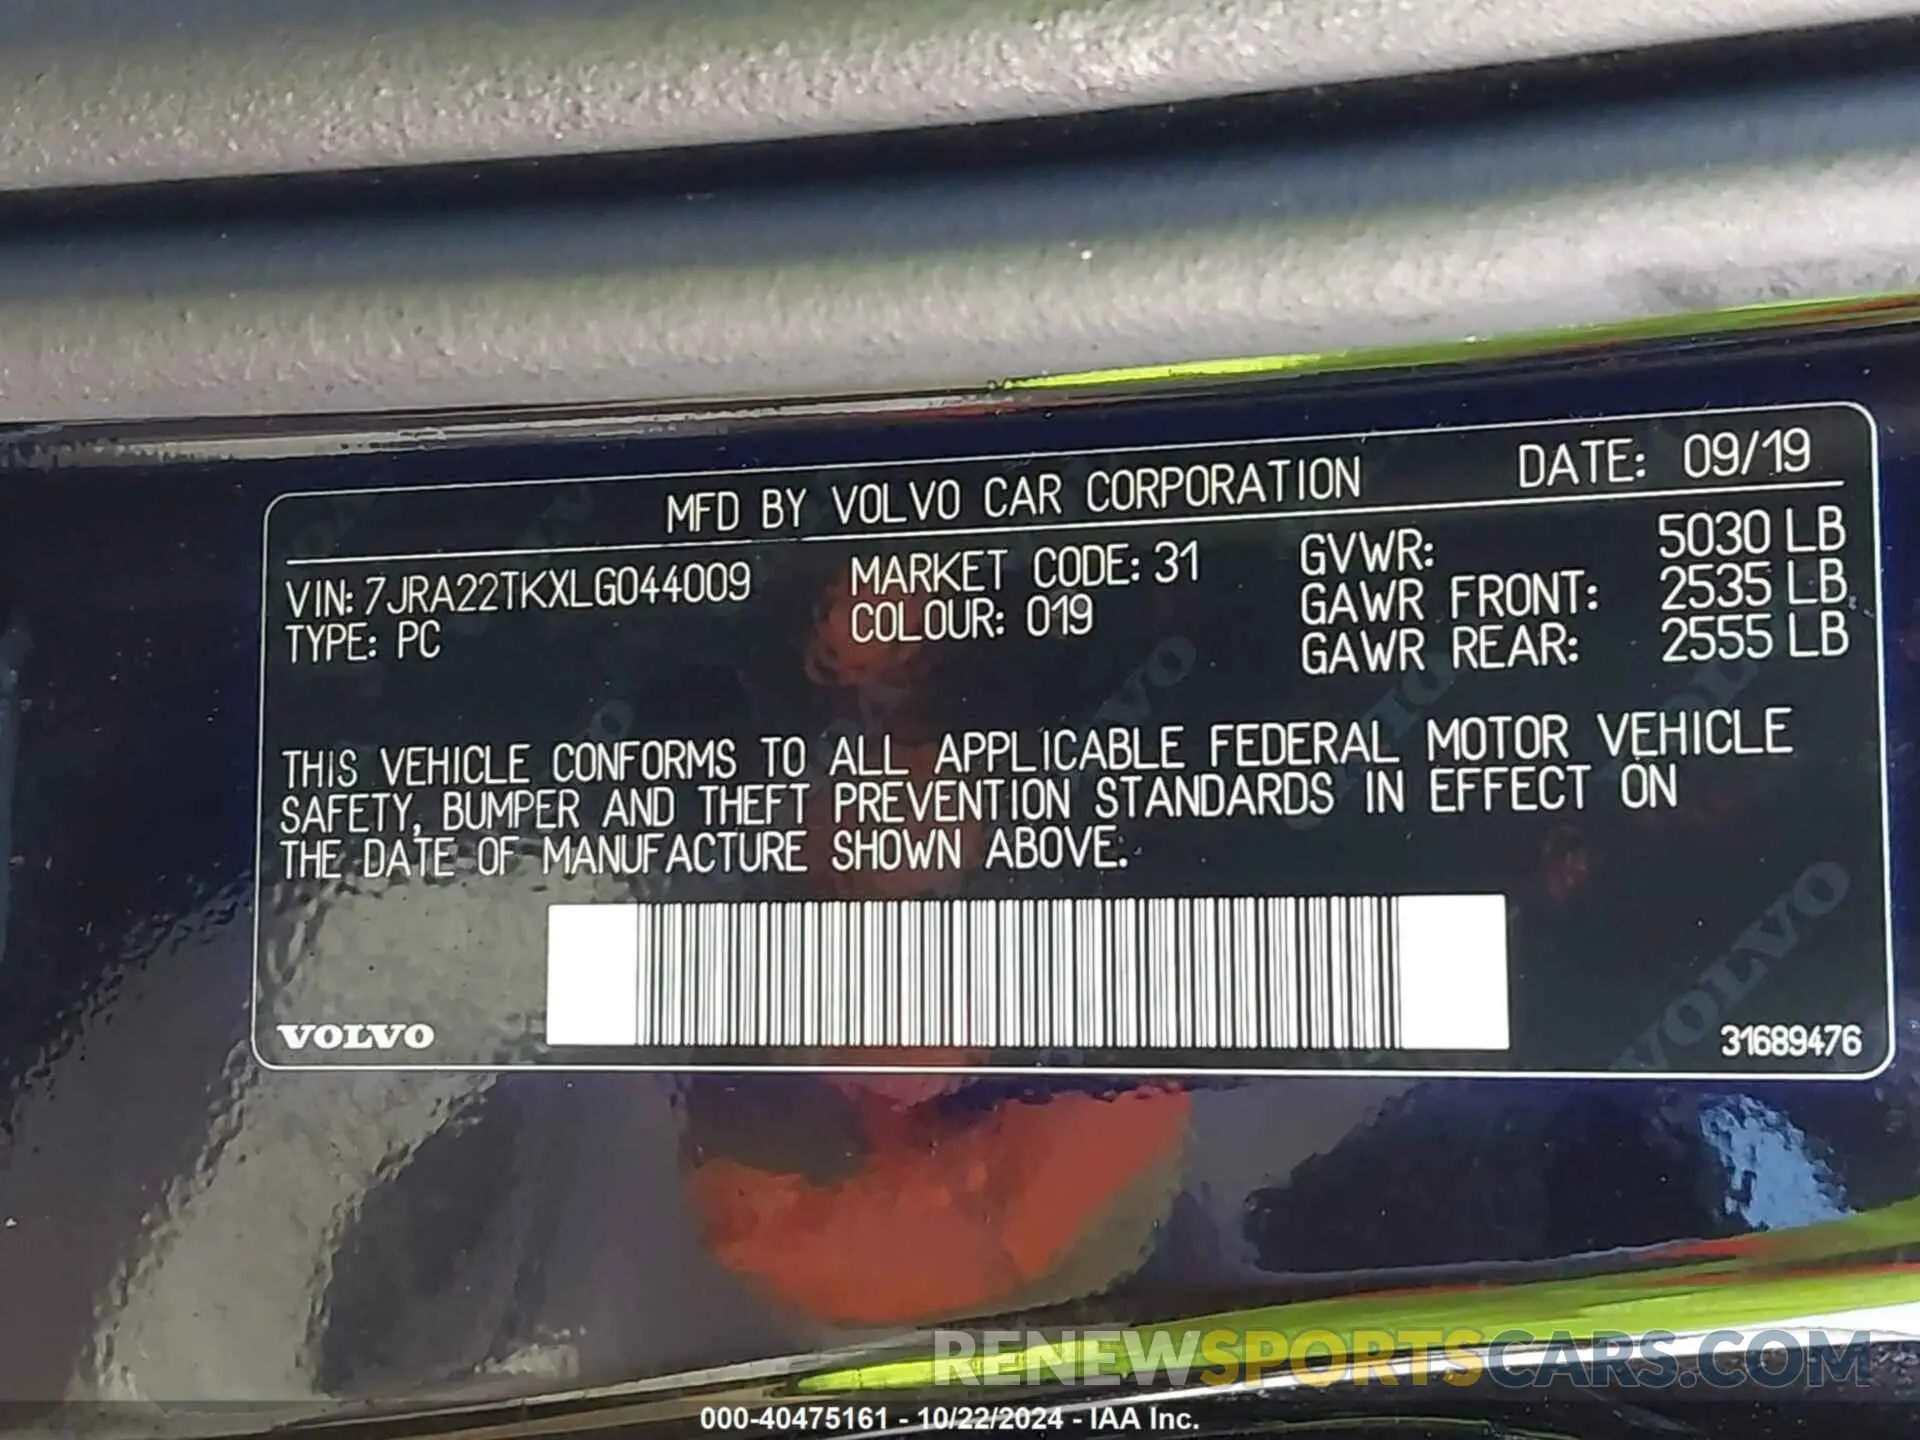 MFD BY VOLVO CAR CORPORATION DATE: 09/19
VIN: 7JRA22TKXLG044009 MARKET CODE: 31 GVWR: 5030 LB
TYPE: PC COLOUR: 019 GAWR FRONT: 2535 LB
GAWR REAR: 2555 LB
THIS VEHICLE CONFORMS TO ALL APPLICABLE FEDERAL MOTOR VEHICLE
SAFETY, BUMPER AND THEFT PREVENTION STANDARDS IN EFFECT ON
THE DATE OF MANUFACTURE SHOWN ABOVE.
VOLVO 31689476
RENEWSPORTSCARS.COM
000-40475161 - 10/22/2024 - IAA Inc.